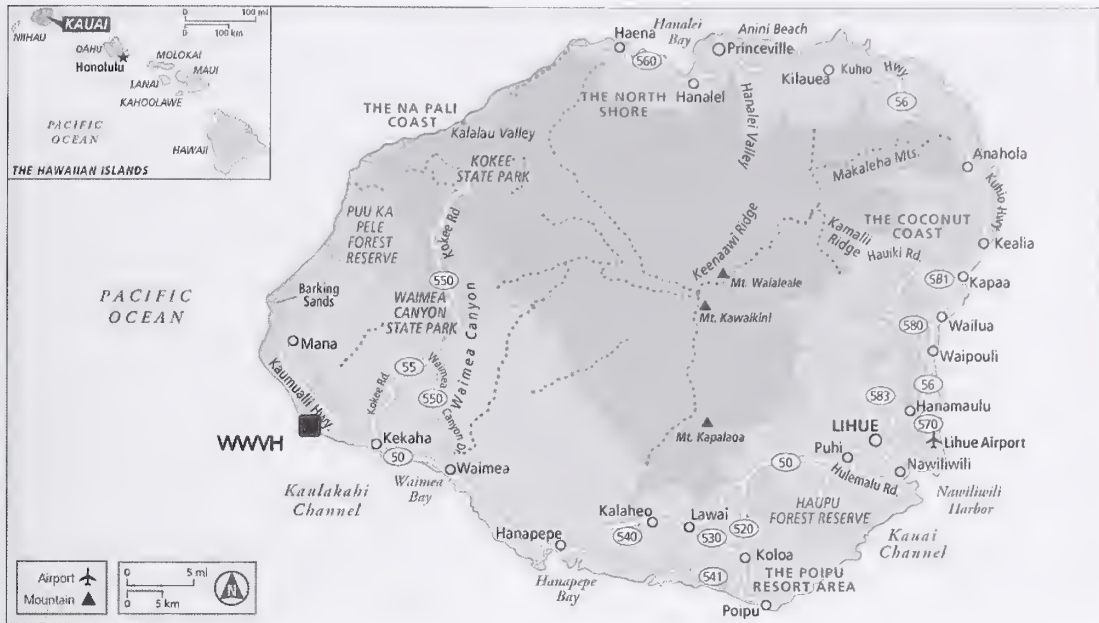 0 100 mi
0 100 km
KAUAI
NIIHAU
OAHU
Honolulu
MOLOKAI
LANAI
MAUI
KAHOOLAWE
PACIFIC
OCEAN
HAWAII
THE HAWAIIAN ISLANDS
Hanalei
Bay
Anini Beach
Haena
Princeville
560
Kilauea
Kuhio
Hwy
56
THE NORTH
SHORE
Hanalel
Hanalei Valley
THE NA PALI
COAST
Kalalau Valley
KOKEE
STATE PARK
Makaleha Mts.
Anahola
Kuhio Hwy
PUU KA
PELE
FOREST
RESERVE
Kokee Rd
Keenaawi Ridge
Kamalii
Ridge
THE COCONUT
COAST
Hauiki Rd.
Kealia
550
581
Kapaa
Mt. Waialeale
Mt. Kawaikini
PACIFIC
OCEAN
Barking
Sands
WAIMEA
CANYON
STATE PARK
Waimea Canyon
580
Wailua
Mana
Waipouli
55
Kokee Rd.
Waimea
Canyon Dr.
550
56
583
Hanamaulu
570
Kaumualii Hwy.
WWVH
Mt. Kapalaoa
LIHUE
Lihue Airport
Kekaha
50
Waimea
Waimea
Bay
Puhi
50
Hulemalu Rd.
Nawiliwili
Nawiliwili
Harbor
Kaulakahi
Channel
HAUPU
FOREST RESERVE
Kalaheo
Lawai
540
530
520
Kauai
Channel
Hanapepe
Koloa
Hanapepe
Bay
541
THE POIPU
RESORT AREA
Poipu
Airport
Mountain
0 5 mi
0 5 km
N